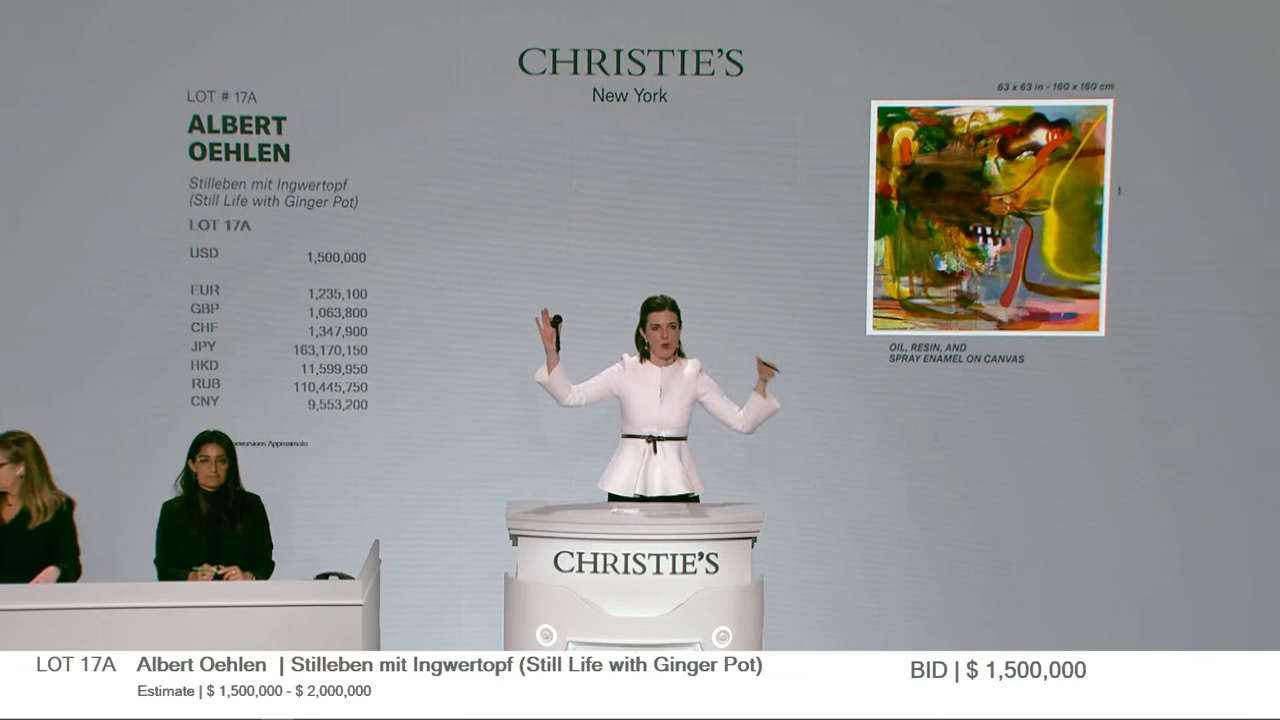 CHRISTIE'S
New York
LOT # 17A
ALBERT
OEHLEN
Stilleben mit Ingwertopf
(Still Life with Ginger Pot)
LOT 17A
USD 1,500,000
EUR 1,235,100
GBP 1,063,800
CHF 1,347,900
JPY 163,170,150
HKD 11,599,950
RUB 110,445,750
CNY 9,553,200
Approximate
63 x 63 in - 160 x 160 cm
OIL, RESIN, AND
SPRAY ENAMEL ON CANVAS
CHRISTIE'S
LOT 17A Albert Oehlen | Stilleben mit Ingwertopf (Still Life with Ginger Pot) BID | $ 1,500,000
Estimate | $ 1,500,000 - $ 2,000,000